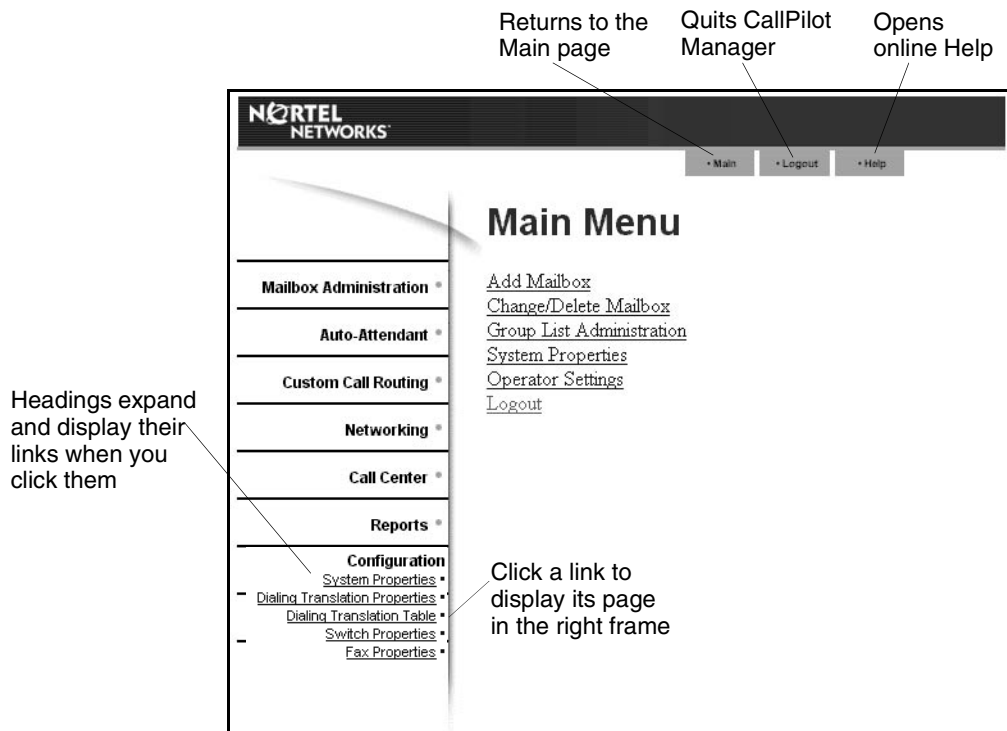 Returns to the
Main page
Quits CallPilot
Manager
Opens
online Help
NORTEL
NETWORKS
• Main
• Logout
• Help
Main Menu
Mailbox Administration
Auto-Attendant
Custom Call Routing
Networking
Call Center
Reports
Configuration
System Properties
Dialing Translation Properties
Dialing Translation Table
Switch Properties
Fax Properties
Add Mailbox
Change/Delete Mailbox
Group List Administration
System Properties
Operator Settings
Logout
Headings expand
and display their
links when you
click them
Click a link to
display its page
in the right frame